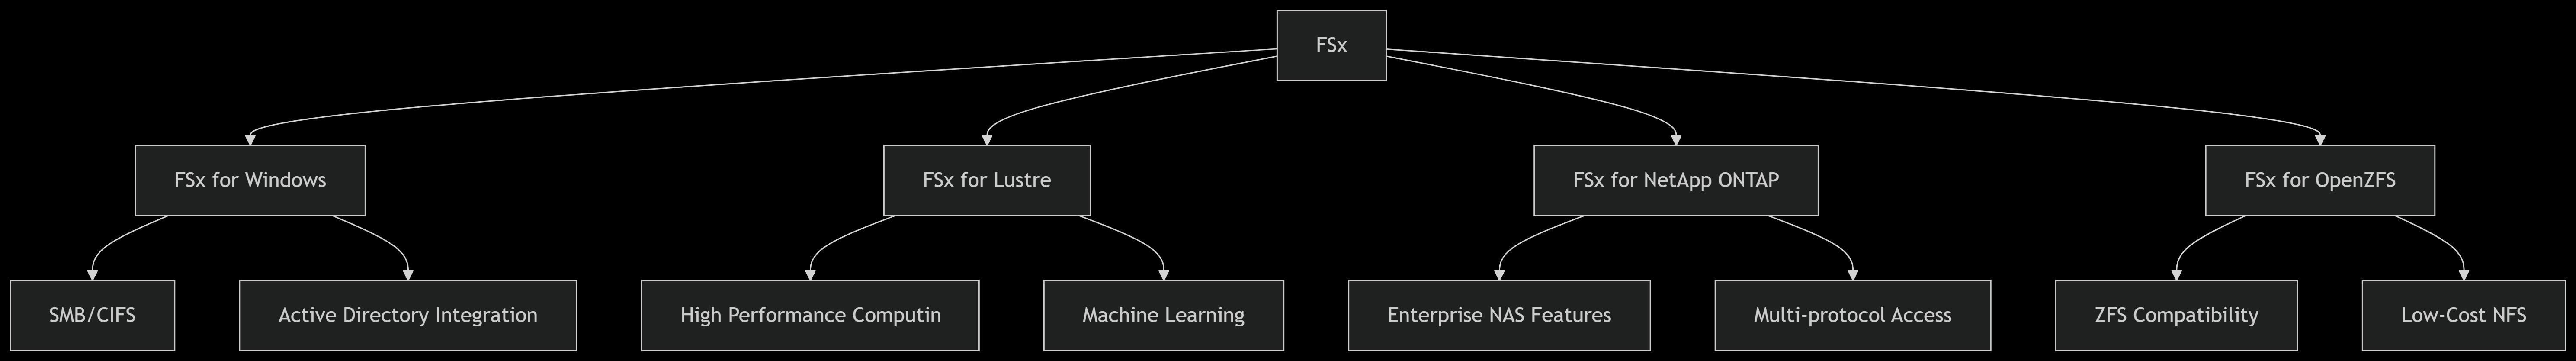 FSx
FSx for Windows
FSx for Lustre
FSx for NetApp ONTAP
FSx for OpenZFS
SMB/CIFS
Active Directory Integration
High Performance Computin
Machine Learning
Enterprise NAS Features
Multi-protocol Access
ZFS Compatibility
Low-Cost NFS